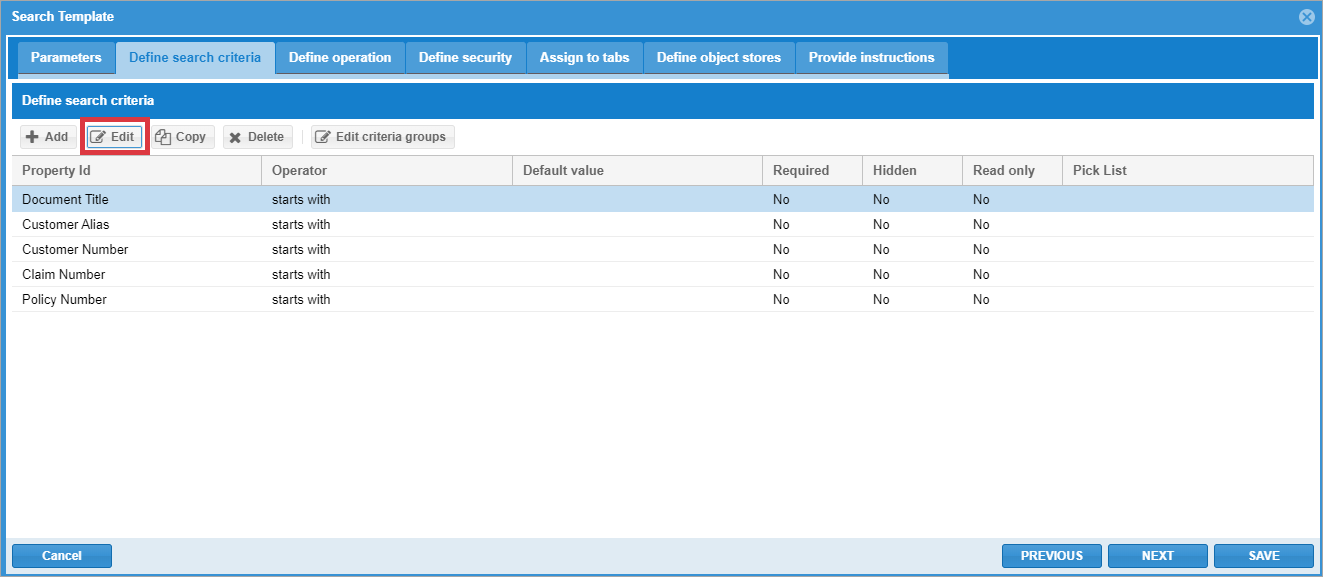 Search Template
Parameters Define search criteria Define operation Define security Assign to tabs Define object stores Provide instructions
Define search criteria
Add Edit Copy Delete Edit criteria groups
Property Id Operator Default value Required Hidden Read only Pick List
Document Title starts with No No No
Customer Alias starts with No No No
Customer Number starts with No No No
Claim Number starts with No No No
Policy Number starts with No No No
Cancel PREVIOUS NEXT SAVE